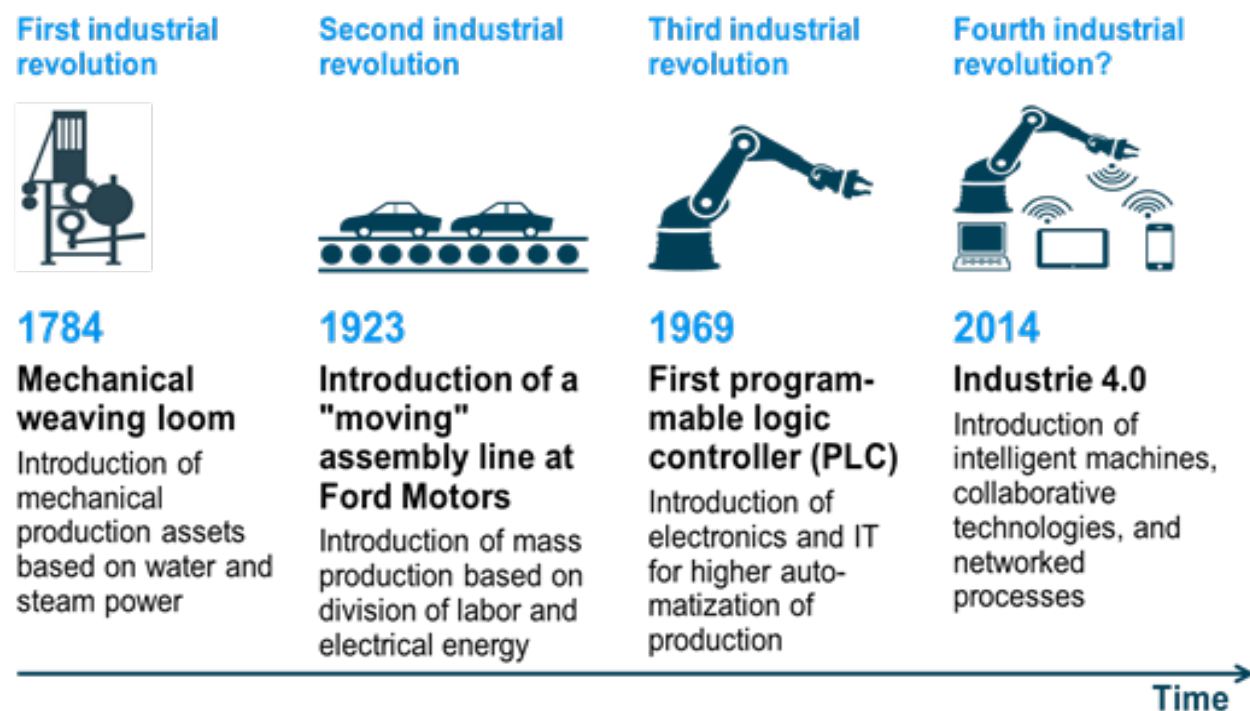 First industrial
revolution
1784
Mechanical
weaving loom
Introduction of
mechanical
production assets
based on water and
steam power
Second industrial
revolution
1923
Introduction of a
"moving"
assembly line at
Ford Motors
Introduction of mass
production based on
division of labor and
electrical energy
Third industrial
revolution
1969
First program-
mable logic
controller (PLC)
Introduction of
electronics and IT
for higher auto-
matization of
production
Fourth industrial
revolution?
2014
Industrie 4.0
Introduction of
intelligent machines,
collaborative
technologies, and
networked
processes
Time